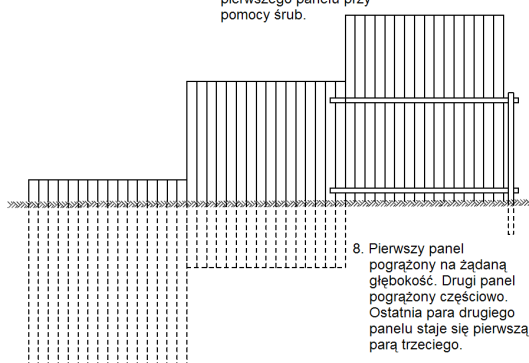 pierwszego panelu przy
pomocy śrub.
8. Pierwszy panel
pogrążony na żądaną
głębokość. Drugi panel
pogrążony częściowo.
Ostatnia para drugiego
panelu staje się pierwszą
parą trzeciego.